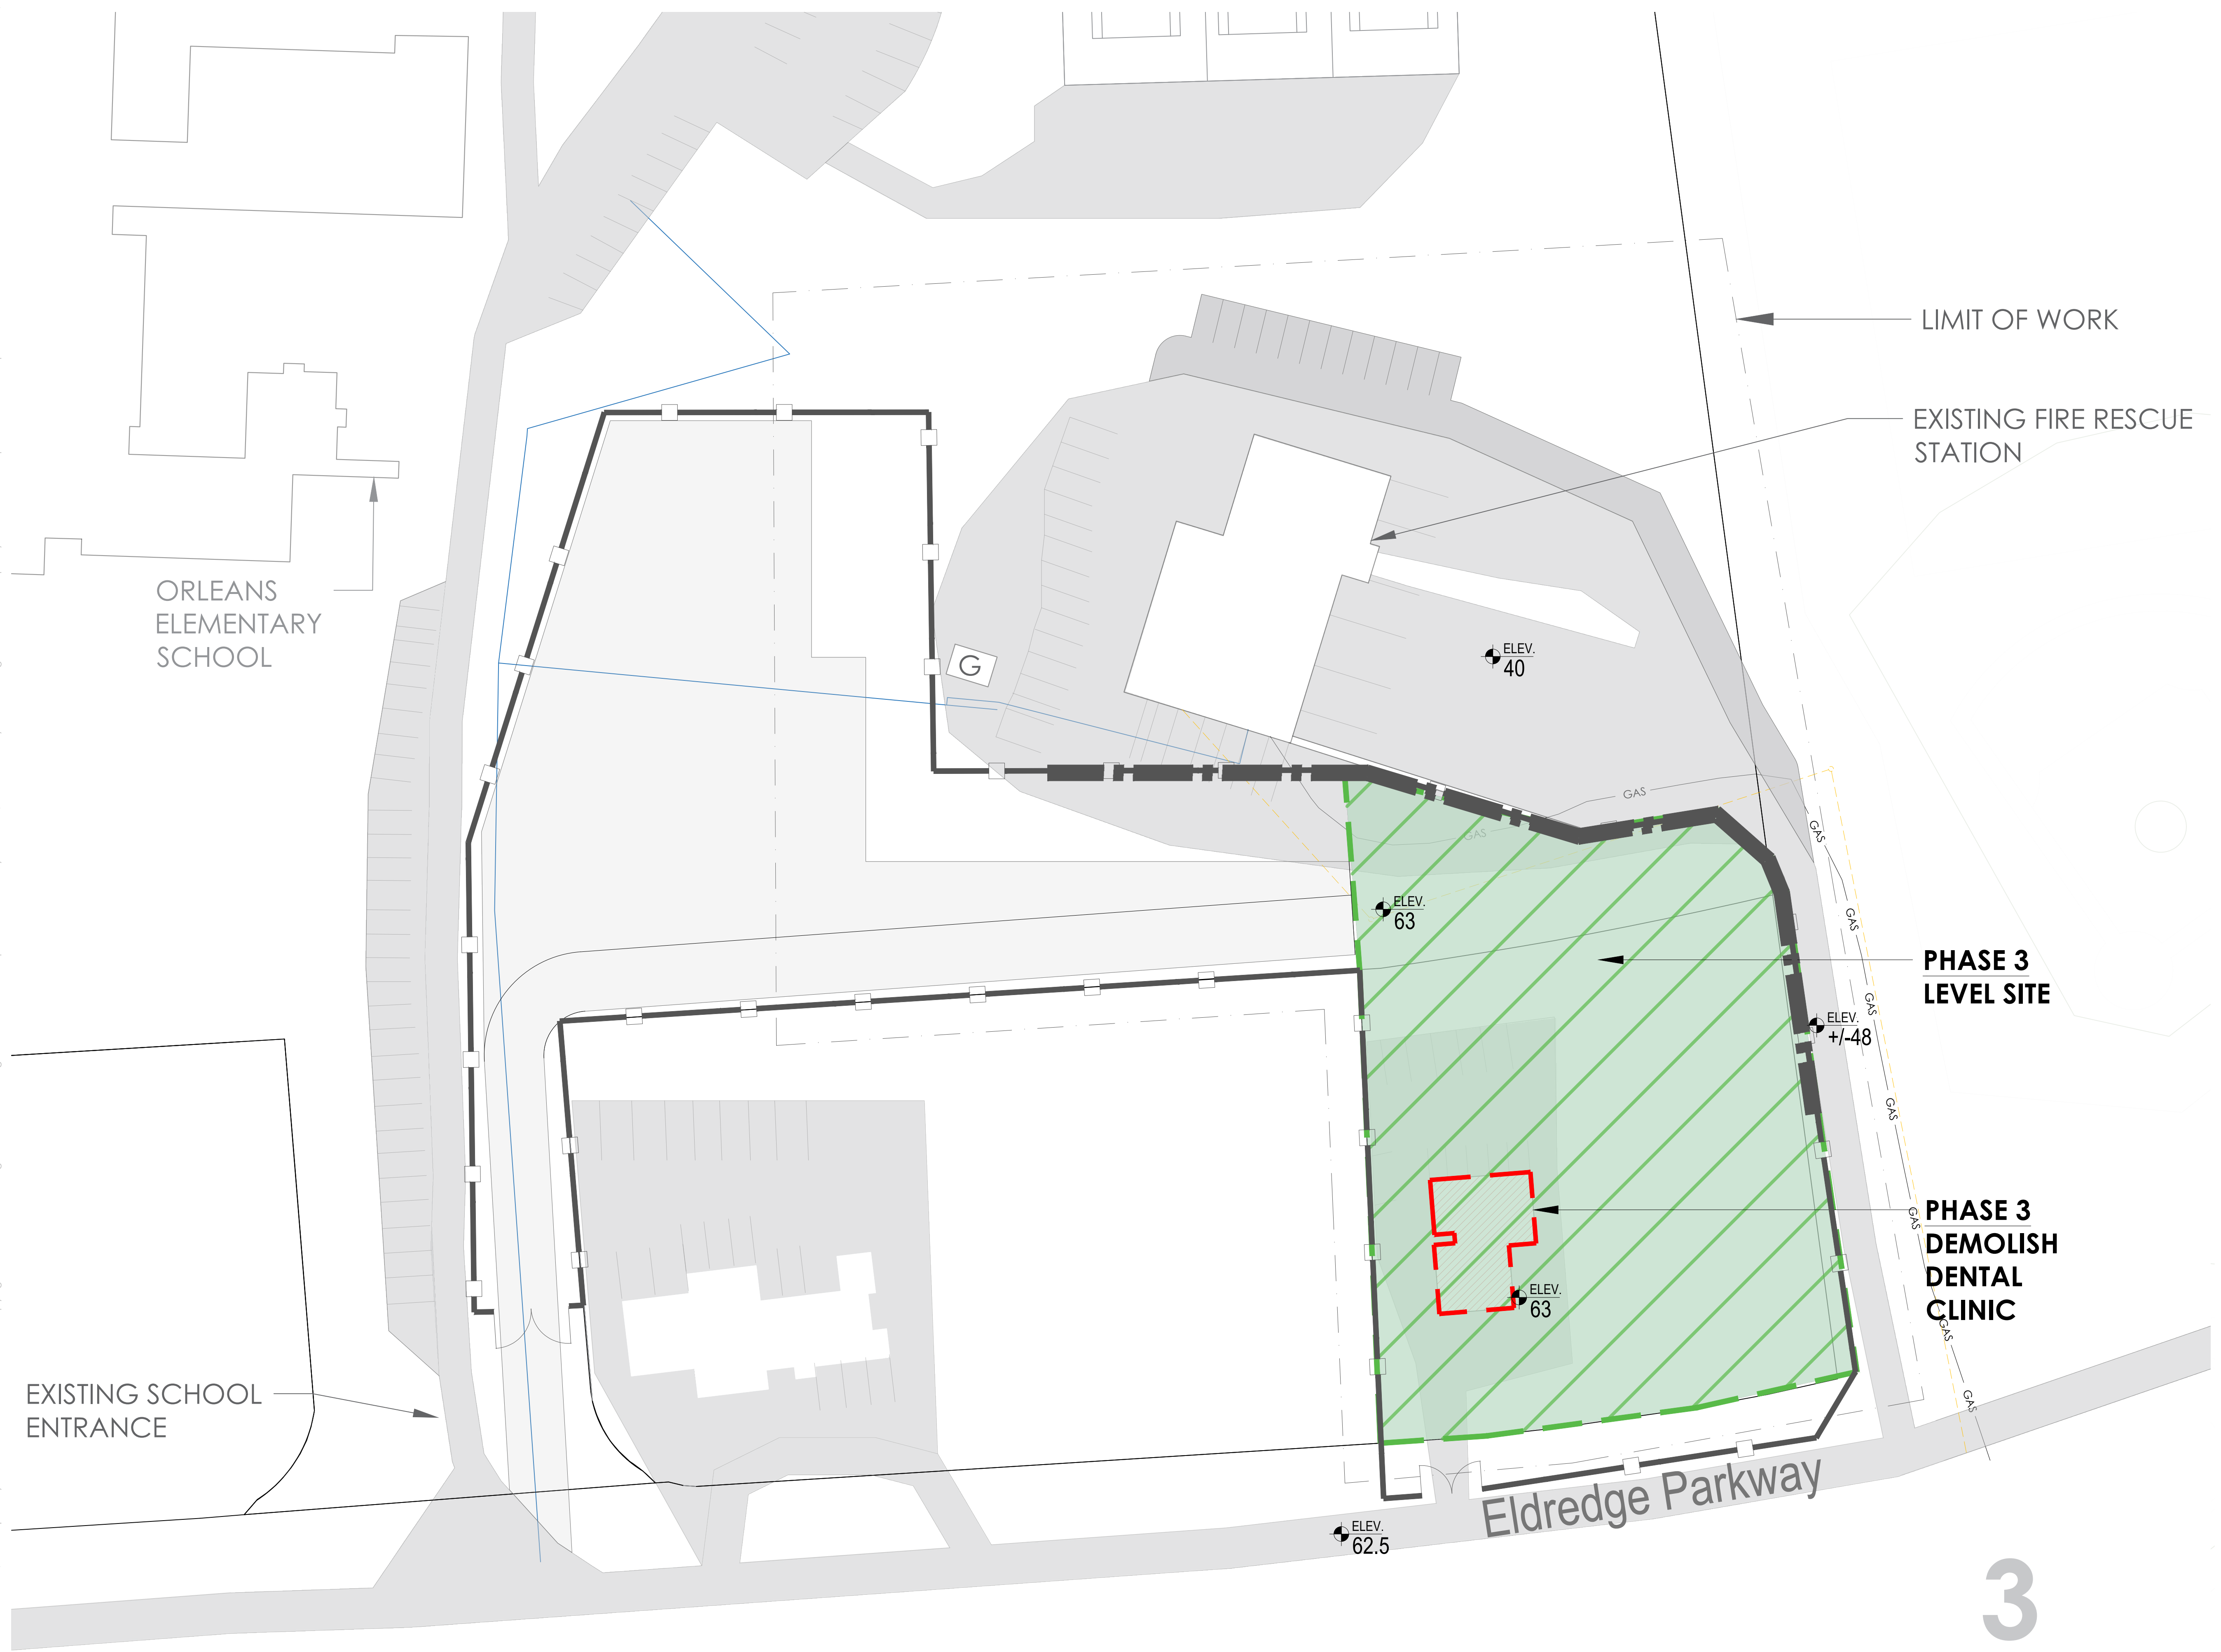 LIMIT OF WORK
EXISTING FIRE RESCUE
STATION
ORLEANS
ELEMENTARY
SCHOOL
G
ELEV.
40
GAS
GAS
GAS
ELEV.
63
GAS
PHASE 3
LEVEL SITE
GAS
ELEV.
+/-48
GAS
PHASE 3
DEMOLISH
DENTAL
CLINIC
GAS
GAS
ELEV.
63
EXISTING SCHOOL
ENTRANCE
GAS
Eldredge Parkway
ELEV.
62.5
3